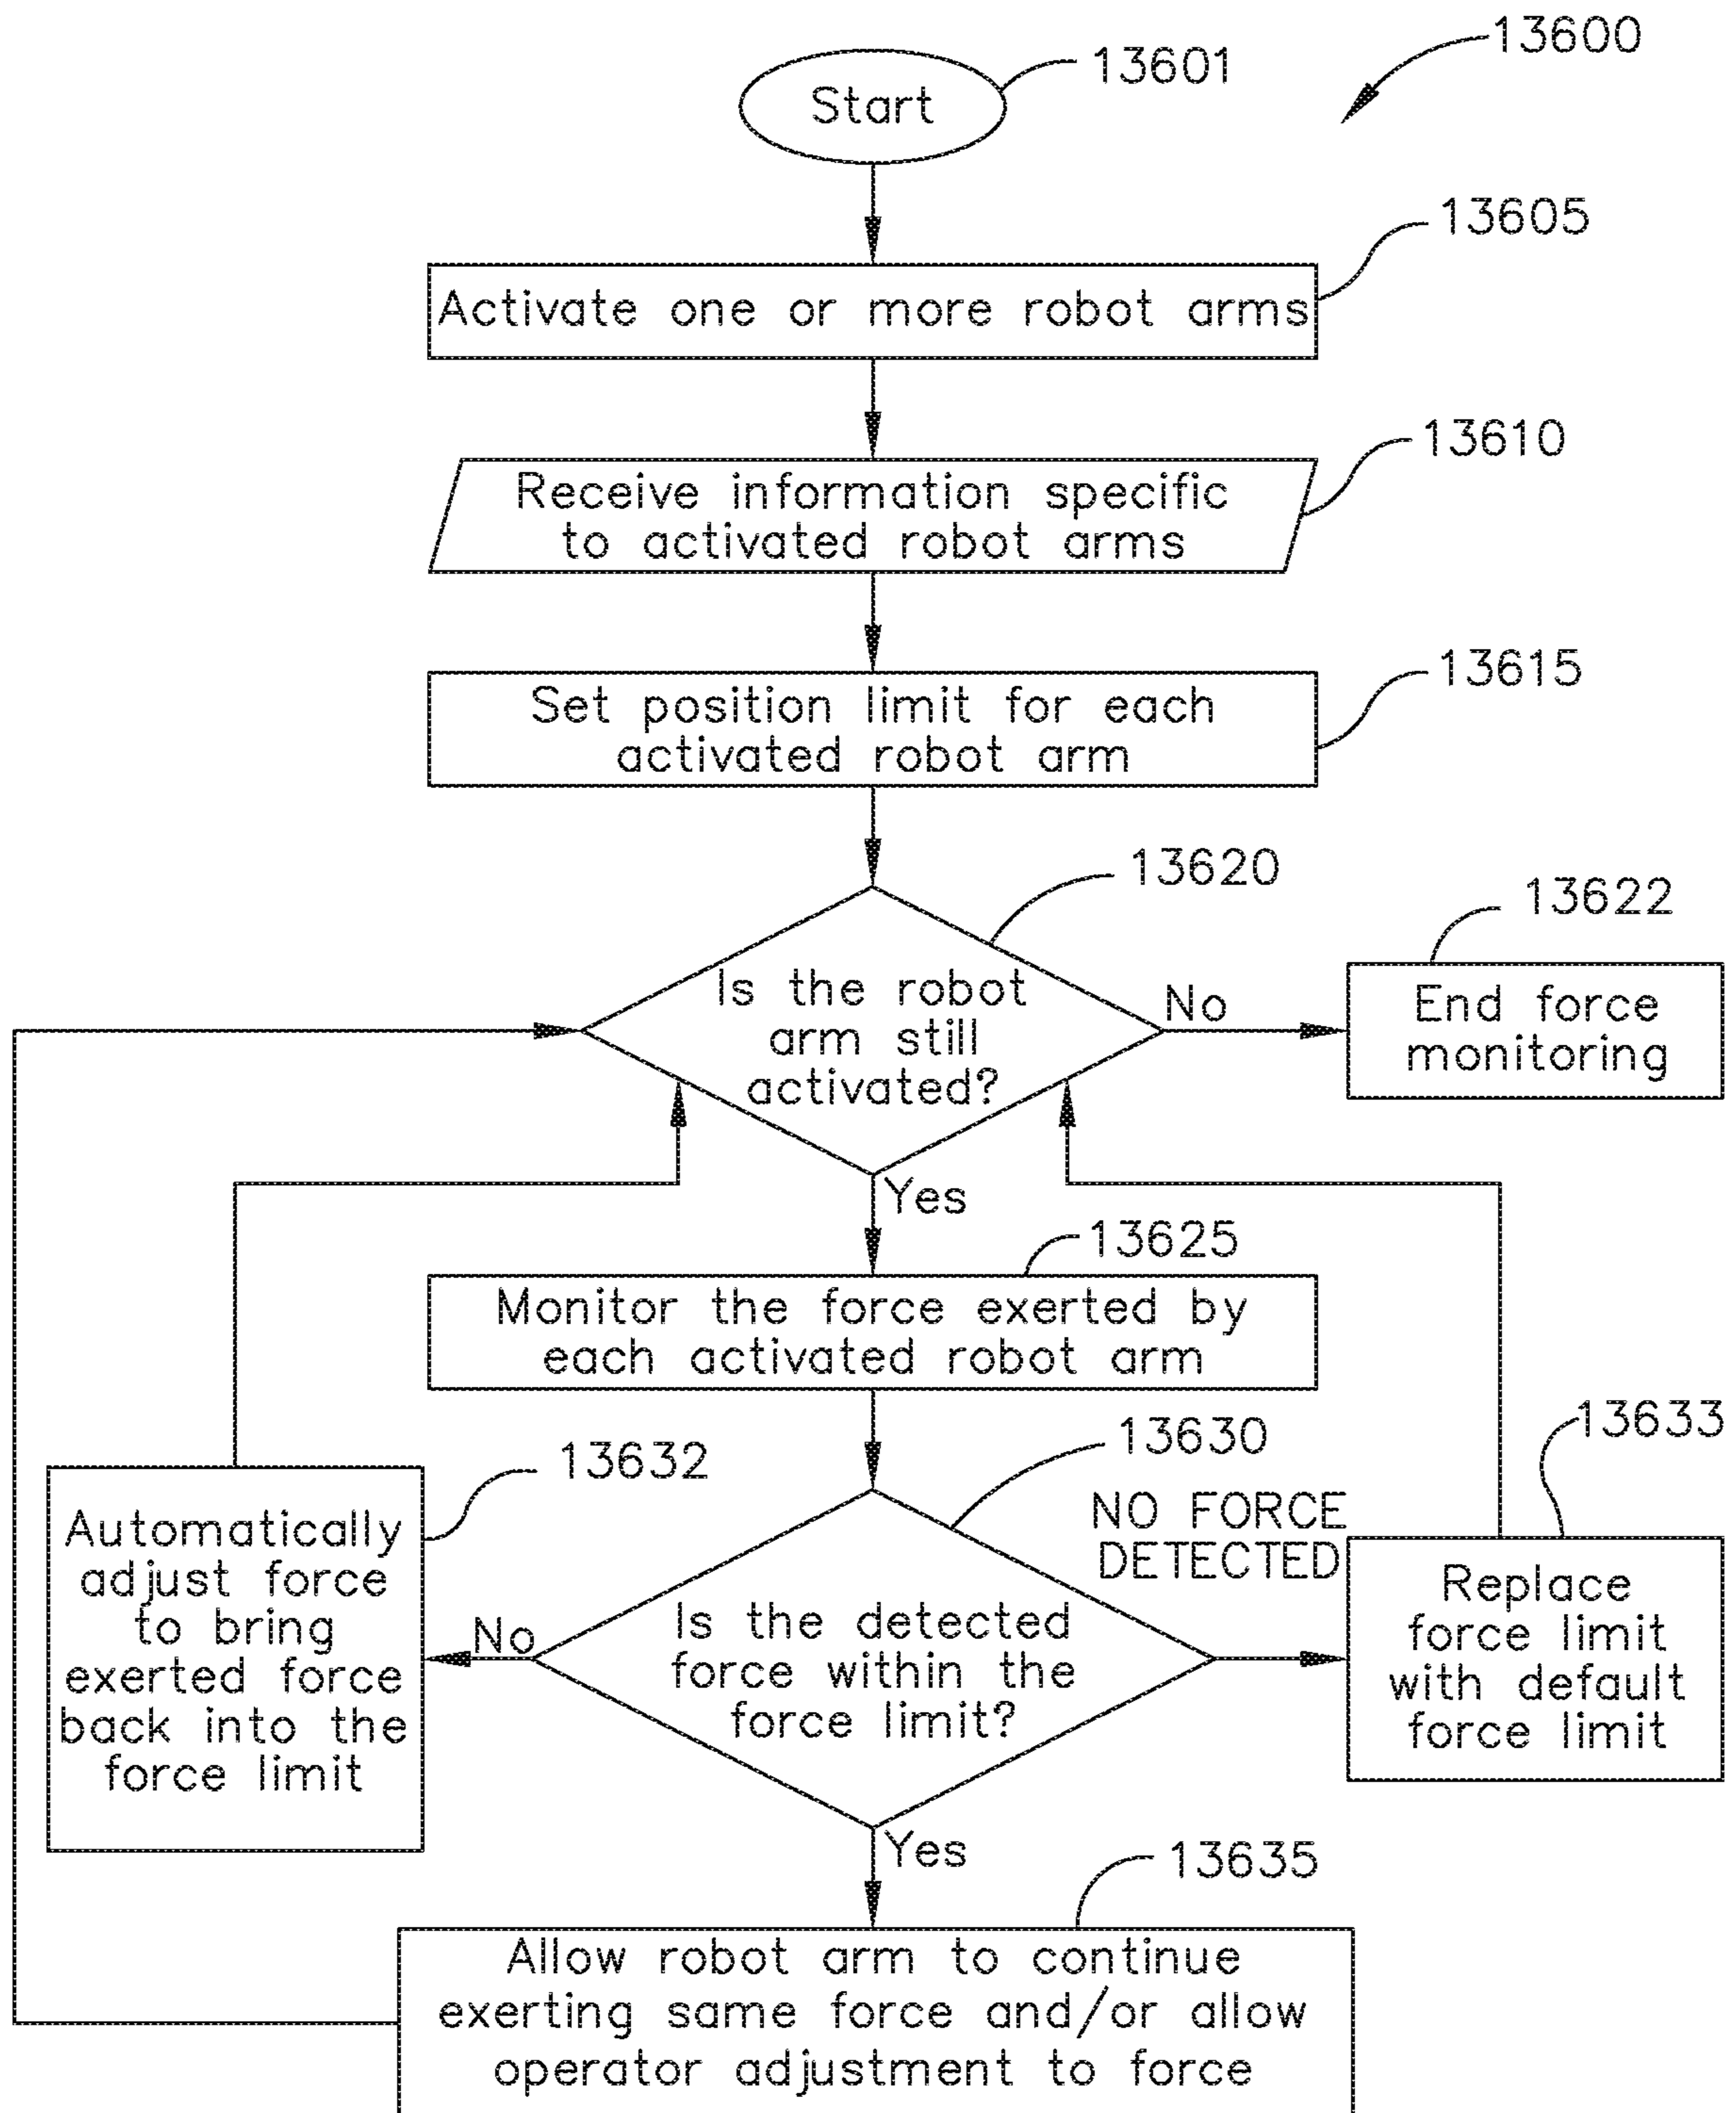 13600
Start
13601
13605
Activate one or more robot arms
13610
Receive information specific
to activated robot arms
13615
Set position limit for each
activated robot arm
13620
Is the robot
arm still
activated?
No
13622
End force
monitoring
Yes
13625
Monitor the force exerted by
each activated robot arm
13630
13632
Automatically
adjust force
to bring
exerted force
back into the
force limit
No
Is the detected
force within the
force limit?
NO FORCE
DETECTED
13633
Replace
force limit
with default
force limit
Yes
13635
Allow robot arm to continue
exerting same force and/or allow
operator adjustment to force